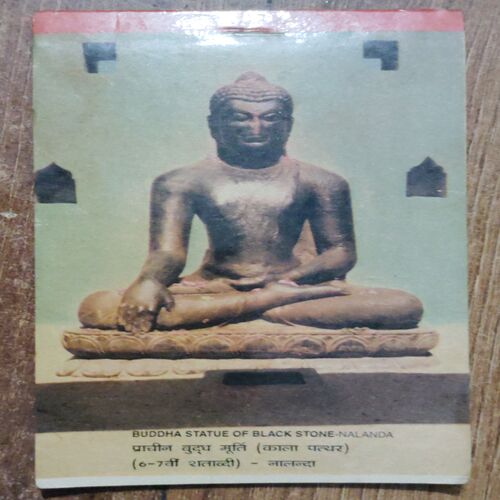 BUDDHA STATUE OF BLACK STONE-NALANDA
प्राचीन वुद्ध मूर्ति (काला पत्थर)
(६-७वीं शताब्दी) - नालन्दा